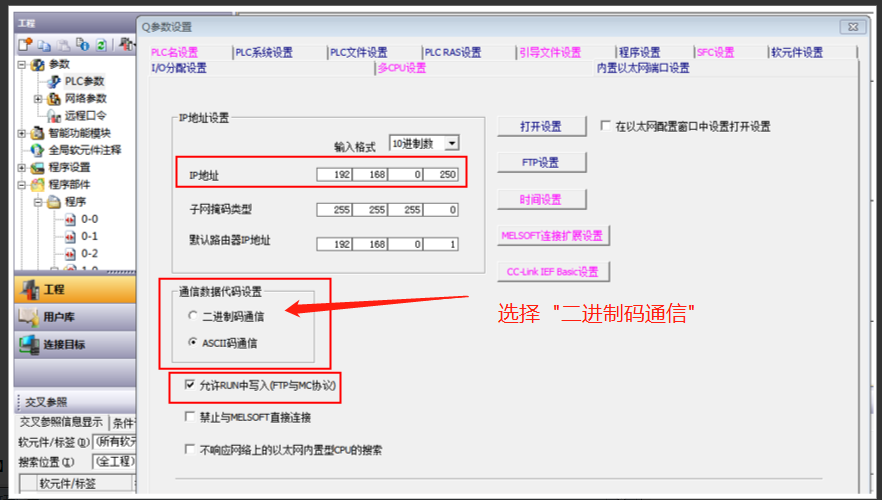 工程
Q参数设置
PLC名设置 PLC系统设置 PLC文件设置 PLC RAS设置 引导文件设置 程序设置 SFC设置 软元件设置
I/O分配设置 多CPU设置 内置以太网端口设置
参数
PLC参数
网络参数
远程口令
智能功能模块
全局软元件注释
程序设置
程序部件
程序
0-0
0-1
0-2
1-0
工程
用户库
连接目标
交叉参照
交叉参照信息显示 条件
软元件/标签(D) (所有软元
搜索位置(L) (全工程)
软元件/标签
IP地址设置
输入格式 10进制数
IP地址 192 168 0 250
子网掩码类型 255 255 255 0
默认路由器IP地址 192 168 0 1
打开设置 在以太网配置窗口中设置打开设置
FTP设置
时间设置
MELSOFT连接扩展设置
CC-Link IEF Basic设置
通信数据代码设置
二进制码通信
ASCII码通信
选择 "二进制码通信"
允许RUN中写入(FTP与MC协议)
禁止与MELSOFT直接连接
不响应网络上的以太网内置型CPU的搜索